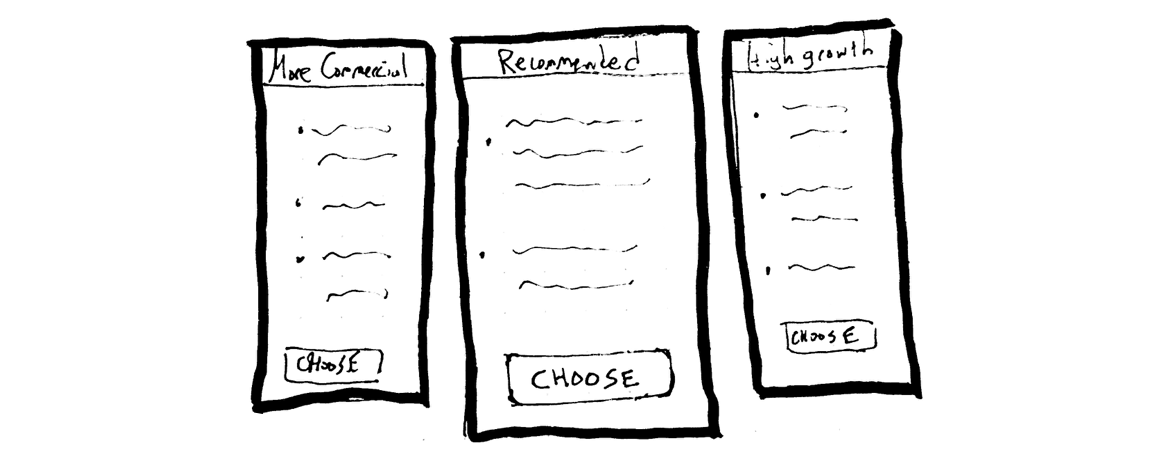 More Commercial
CHOOSE
Recommended
CHOOSE
High growth
CHOOSE